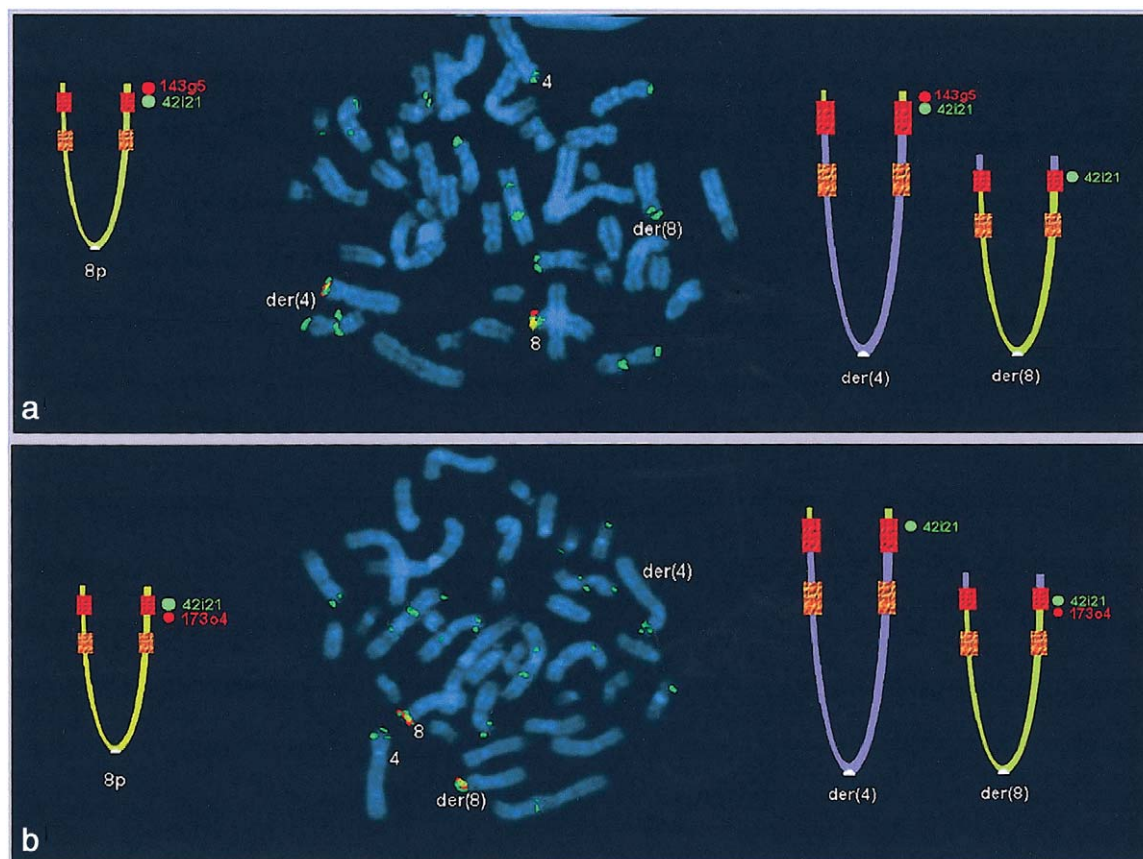 143g5
42i21
8p
4
der(8)
der(4)
8
143g5
42i21
der(4)
42i21
der(8)
a
42i21
173o4
8p
der(4)
8
4
der(8)
42i21
der(4)
42i21
173o4
der(8)
b